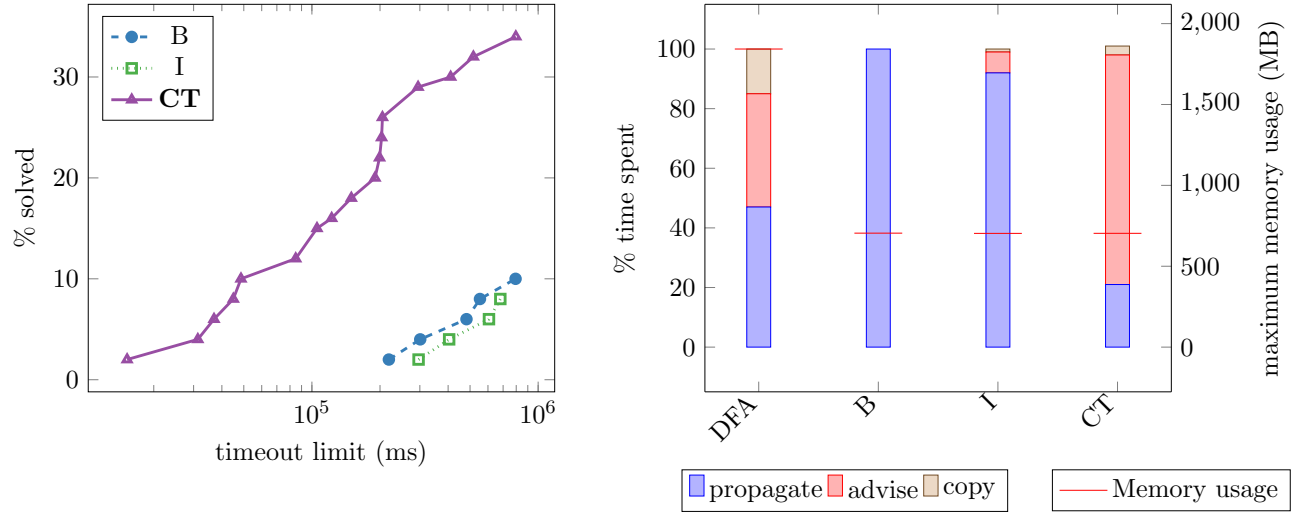 B
I
CT
% solved
30
20
10
0
10^5
10^6
timeout limit (ms)
% time spent
100
80
60
40
20
0
2,000
1,500
1,000
500
0
maximum memory usage (MB)
DFA
B
I
CT
propagate advise copy
Memory usage